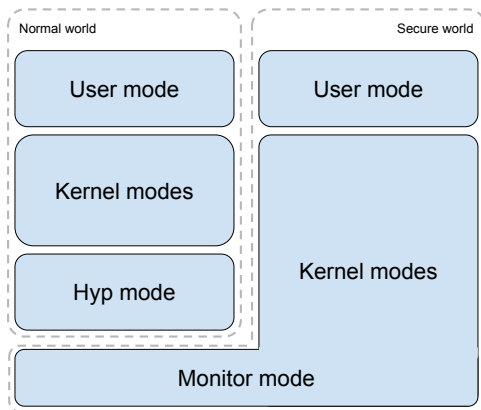 Normal world
Secure world
User mode
User mode
Kernel modes
Kernel modes
Hyp mode
Monitor mode